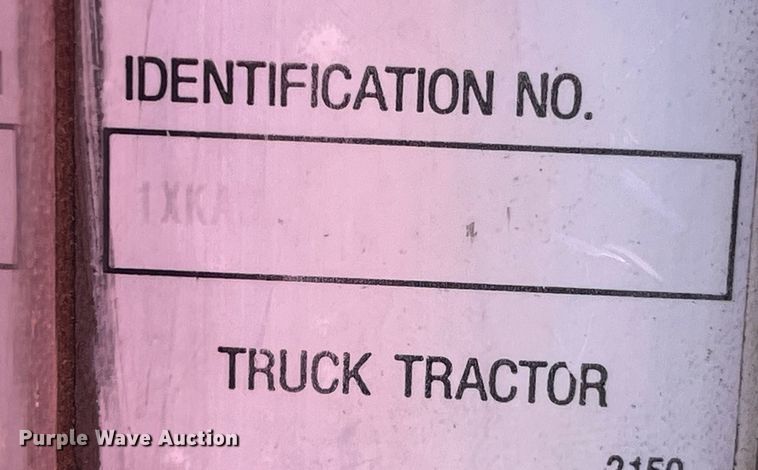 IDENTIFICATION NO.
1XKA
TRUCK TRACTOR
Purple Wave Auction